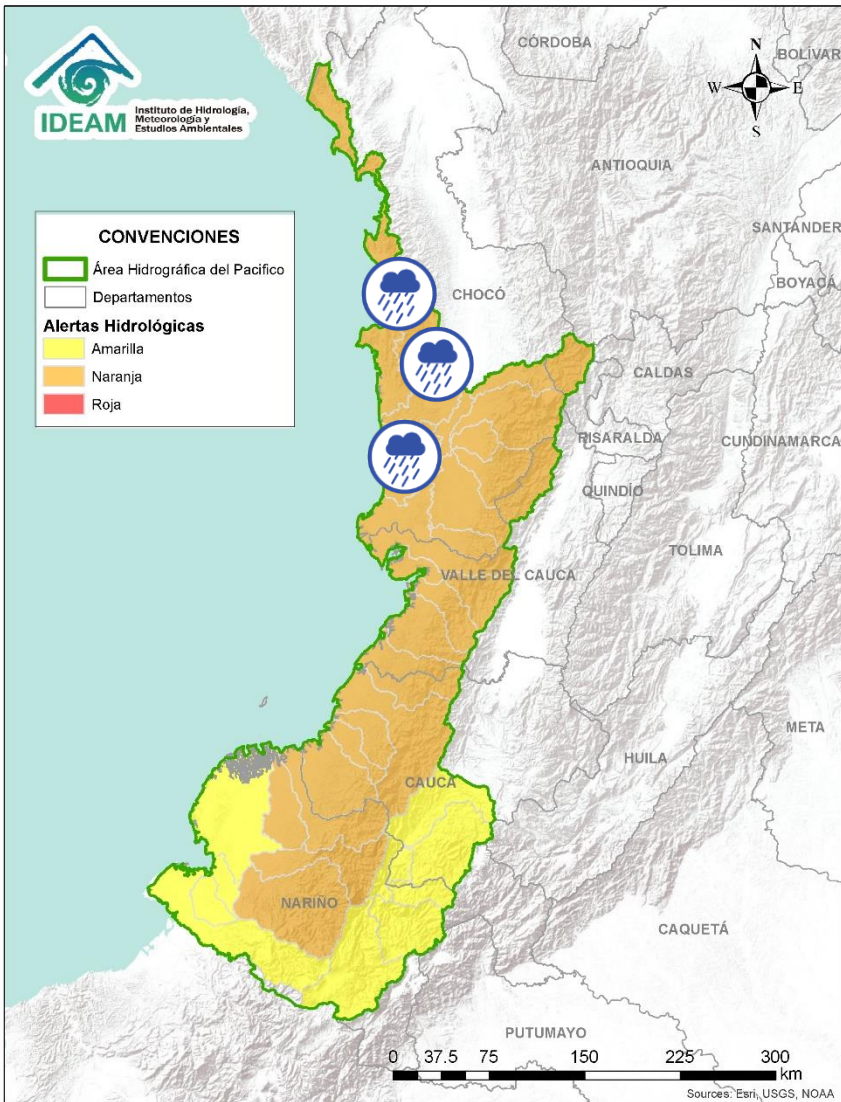 IDEAM
Instituto de Hidrología,
Meteorología y
Estudios Ambientales
N
W
E
S
CÓRDOBA
BOLÍVAR
ANTIOQUIA
SANTANDER
BOYACÁ
CONVENCIONES
Área Hidrográfica del Pacifico
Departamentos
Alertas Hidrológicas
Amarilla
Naranja
Roja
CHOCÓ
CALDAS
RISARALDA
CUNDINAMARCA
QUINDÍO
TOLIMA
VALLE DEL CAUCA
META
HUILA
CAUCA
NARIÑO
CAQUETÁ
PUTUMAYO
0 37.5 75 150 225 300
km
Sources: Esri, USGS, NOAA